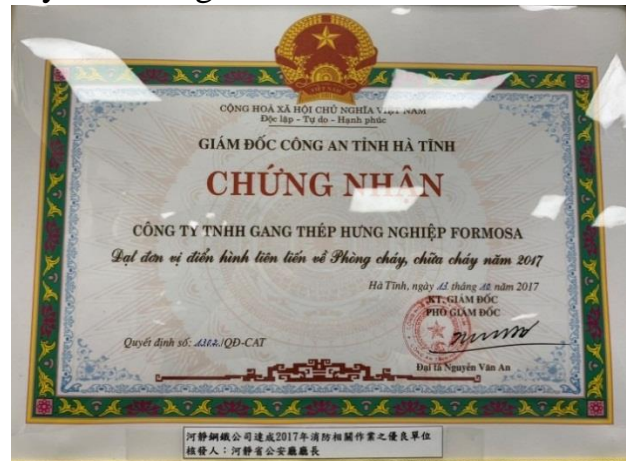 CỘNG HOÀ XÃ HỘI CHỦ NGHĨA VIỆT NAM
Độc lập - Tự do - Hạnh phúc
GIÁM ĐỐC CÔNG AN TỈNH HÀ TĨNH
CHỨNG NHẬN
CÔNG TY TNHH GANG THÉP HƯNG NGHIỆP FORMOSA
Đạt đơn vị điển hình tiên tiến về Phòng cháy, chữa cháy năm 2017
Hà Tĩnh, ngày 13 tháng 12 năm 2017
KT. GIÁM ĐỐC
PHÓ GIÁM ĐỐC
Quyết định số: /QĐ-CAT
Đại tá Nguyễn Văn An
河靜鋼鐵公司達成2017年消防相關作業之優良單位
核發人：河靜省公安廳廳長